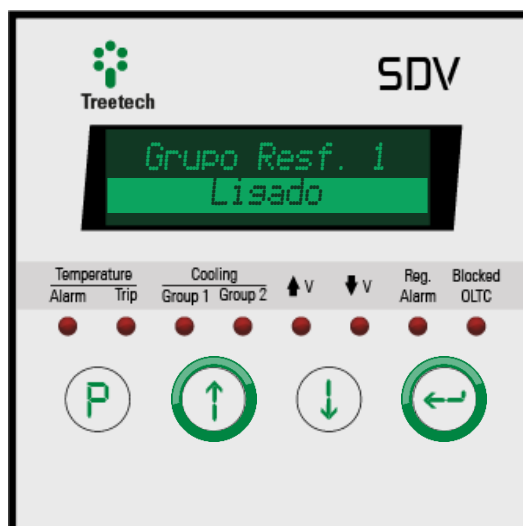 Treetech
SDV
Grupo Resf. 1
Ligado
Temperature
Alarm Trip
Cooling
Group 1 Group 2
V
V
Reg.
Alarm
Blocked
OLTC
P